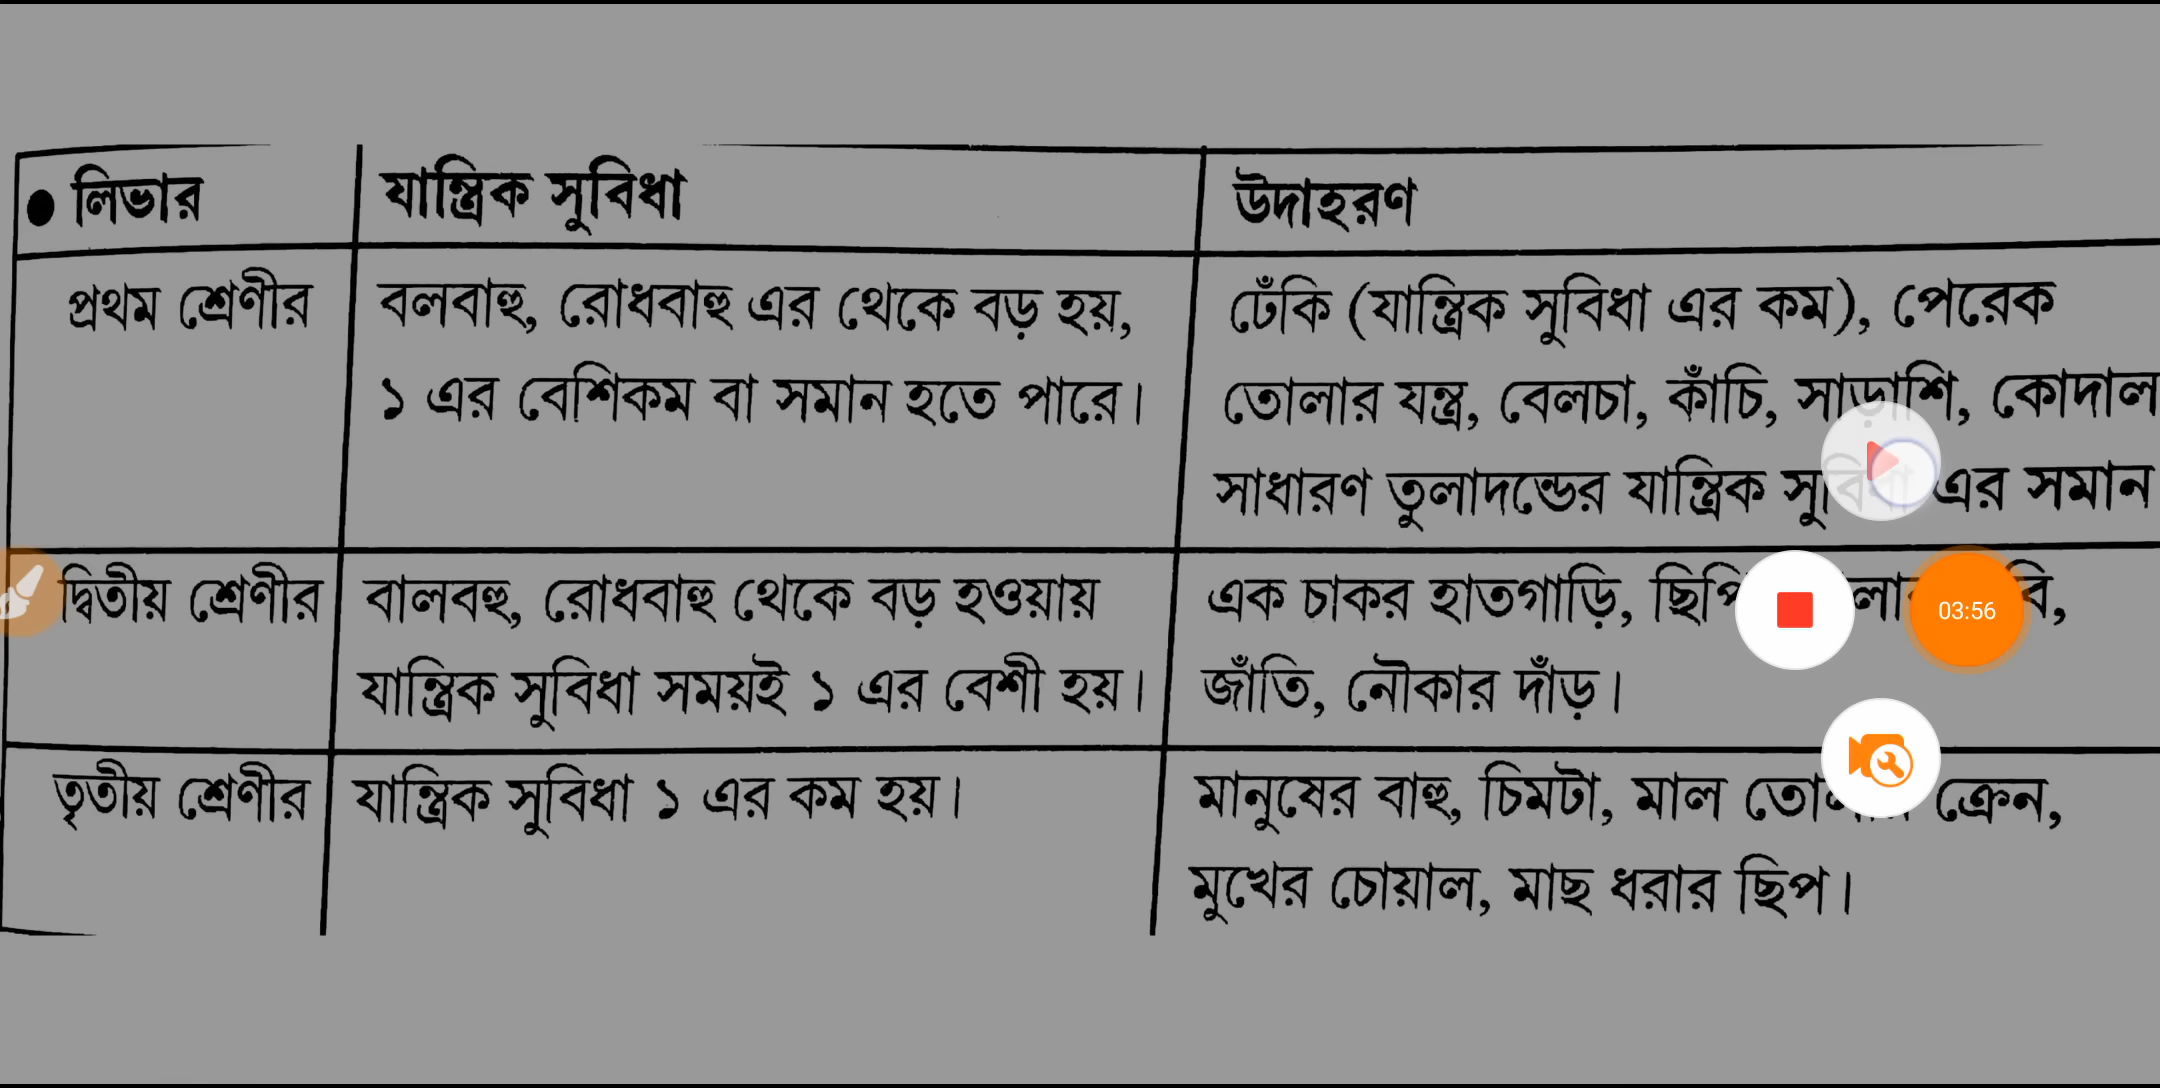 ● লিভার
যান্ত্রিক সুবিধা
উদাহরণ
প্রথম শ্রেণীর
বলবাহু, রোধবাহু এর থেকে বড় হয়,
১ এর বেশিকম বা সমান হতে পারে।
ঢেঁকি (যান্ত্রিক সুবিধা এর কম), পেরেক
তোলার যন্ত্র, বেলচা, কাঁচি, সাড়াশি, কোদাল
সাধারণ তুলাদন্ডের যান্ত্রিক এর সমান
দ্বিতীয় শ্রেণীর
বালবহু, রোধবাহু থেকে বড় হওয়ায়
যান্ত্রিক সুবিধা সময়ই ১ এর বেশী হয়।
এক চাকর হাতগাড়ি,
জাঁতি, নৌকার দাঁড়।
তৃতীয় শ্রেণীর
যান্ত্রিক সুবিধা ১ এর কম হয়।
মানুষের বাহু, চিমটা, মাল ক্রেন,
মুখের চোয়াল, মাছ ধরার ছিপ।
03:56